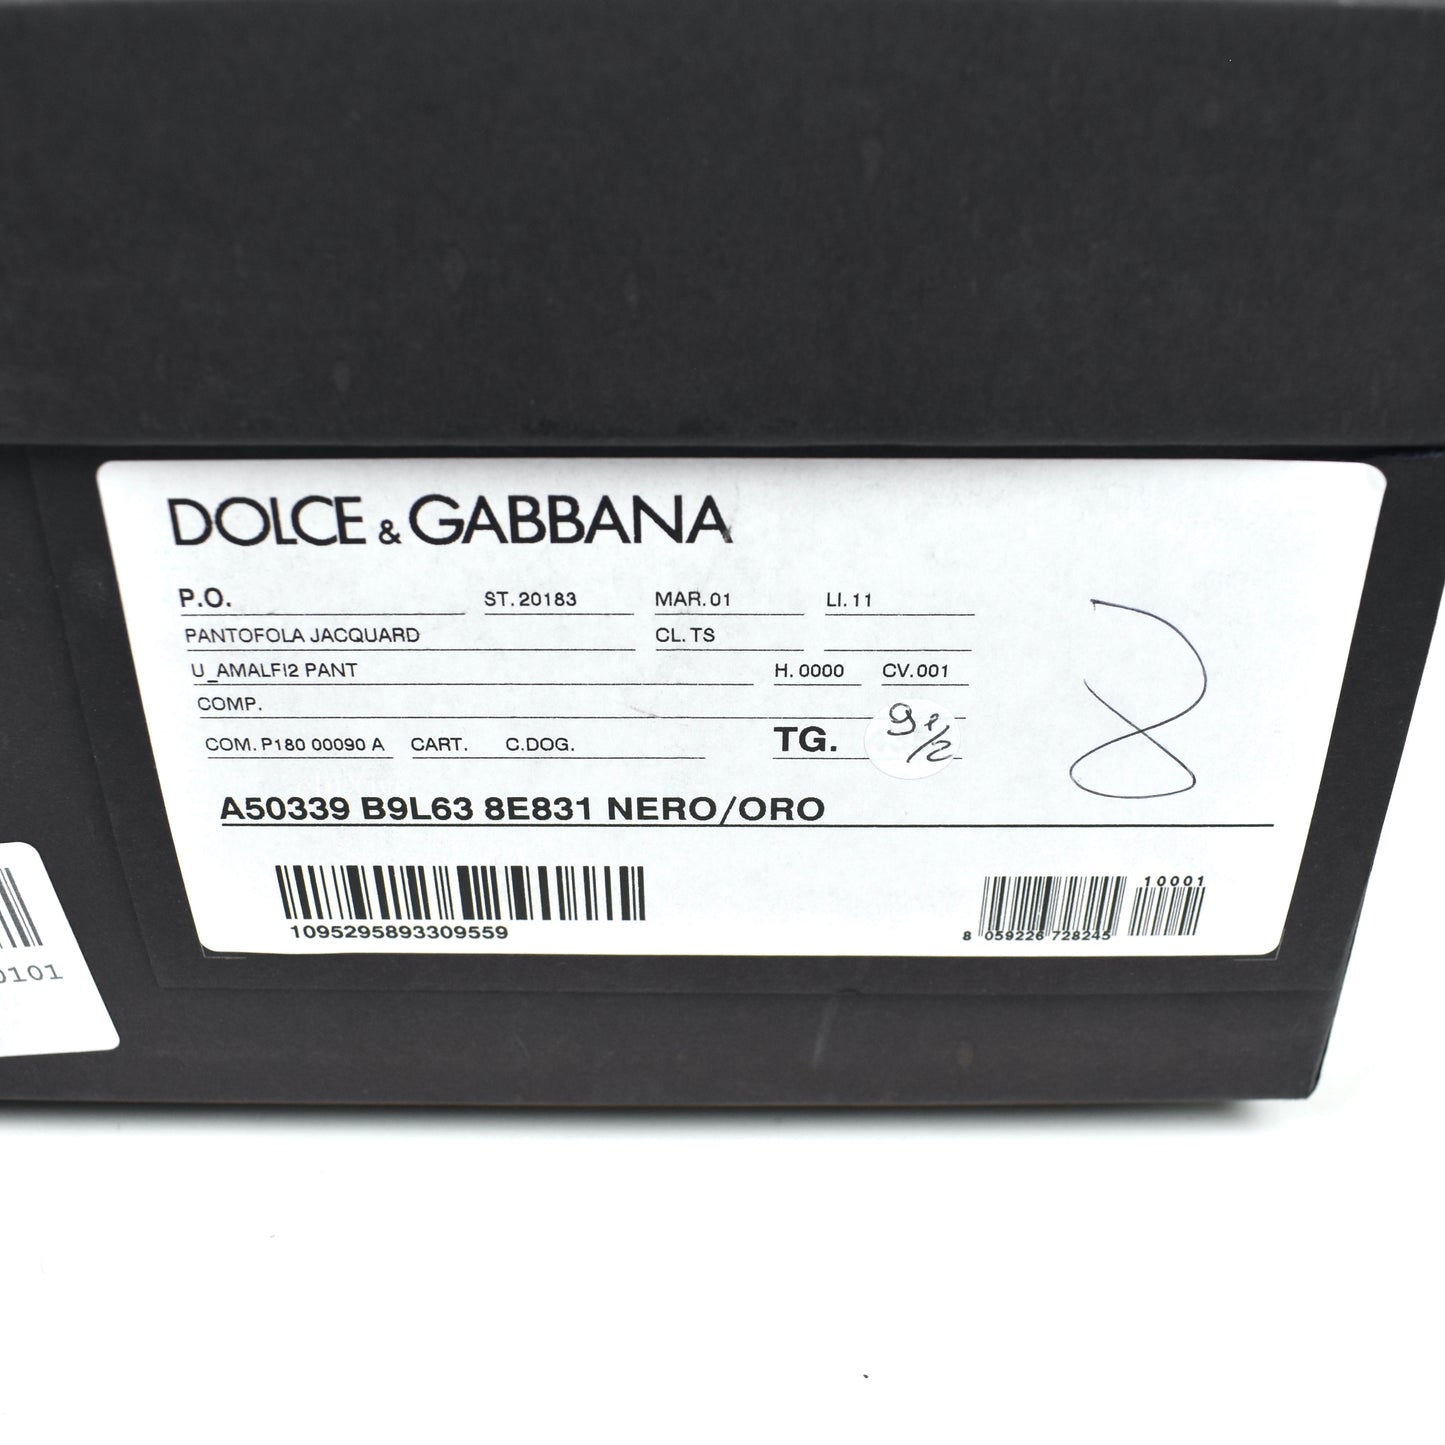 DOLCE & GABBANA
P.O. ST. 20183 MAR. 01 LI. 11
PANTOFOLA JACQUARD CL. TS
U_AMALFI2 PANT H. 0000 CV. 001
COMP.
COM. P180 00090 A CART. C.DOG. TG. 9 1/2
8
A50339 B9L63 8E831 NERO/ORO
1095295893309559
10001
8 059226 728245
0101